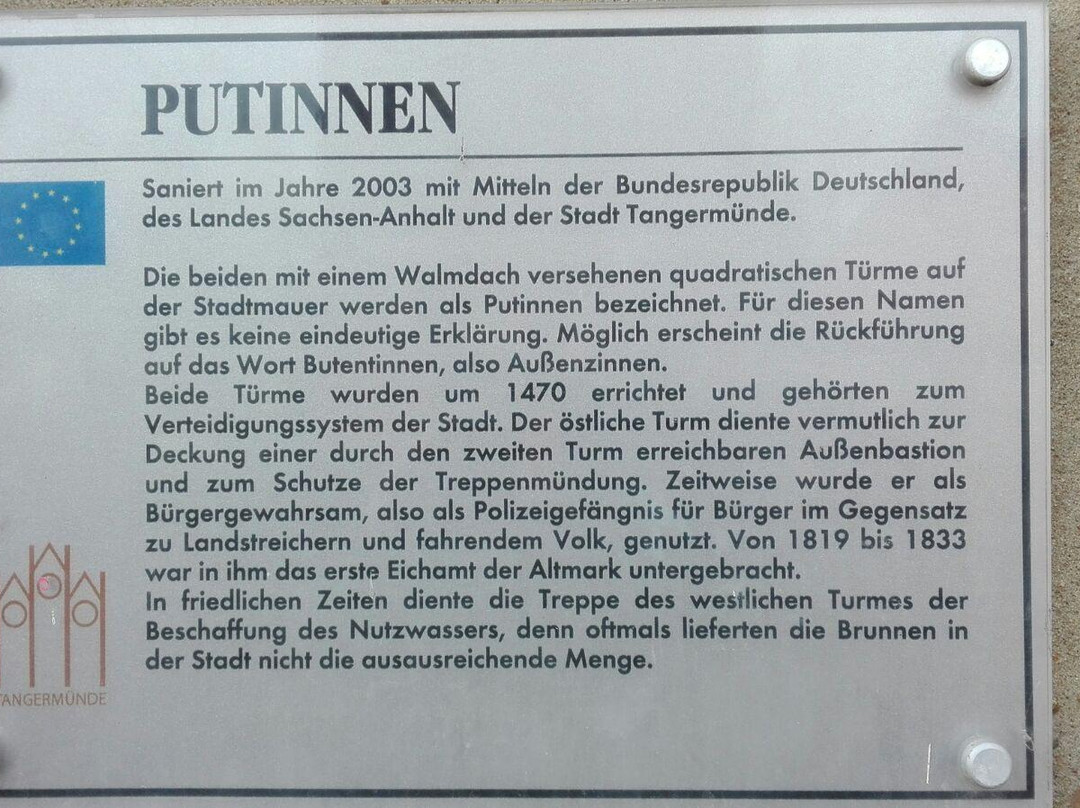 PUTINNEN
Saniert im Jahre 2003 mit Mitteln der Bundesrepublik Deutschland,
des Landes Sachsen-Anhalt und der Stadt Tangermünde.
Die beiden mit einem Walmdach versehenen quadratischen Türme auf
der Stadtmauer werden als Putinnen bezeichnet. Für diesen Namen
gibt es keine eindeutige Erklärung. Möglich erscheint die Rückführung
auf das Wort Butentinnen, also Außenzinnen.
Beide Türme wurden um 1470 errichtet und gehörten zum
Verteidigungssystem der Stadt. Der östliche Turm diente vermutlich zur
Deckung einer durch den zweiten Turm erreichbaren Außenbastion
und zum Schutze der Treppenmündung. Zeitweise wurde er als
Bürgergewahrsam, also als Polizeigefängnis für Bürger im Gegensatz
zu Landstreichern und fahrendem Volk, genutzt. Von 1819 bis 1833
war in ihm das erste Eichamt der Altmark untergebracht.
In friedlichen Zeiten diente die Treppe des westlichen Turmes der
Beschaffung des Nutzwassers, denn oftmals lieferten die Brunnen in
der Stadt nicht die ausausreichende Menge.
TANGERMÜNDE